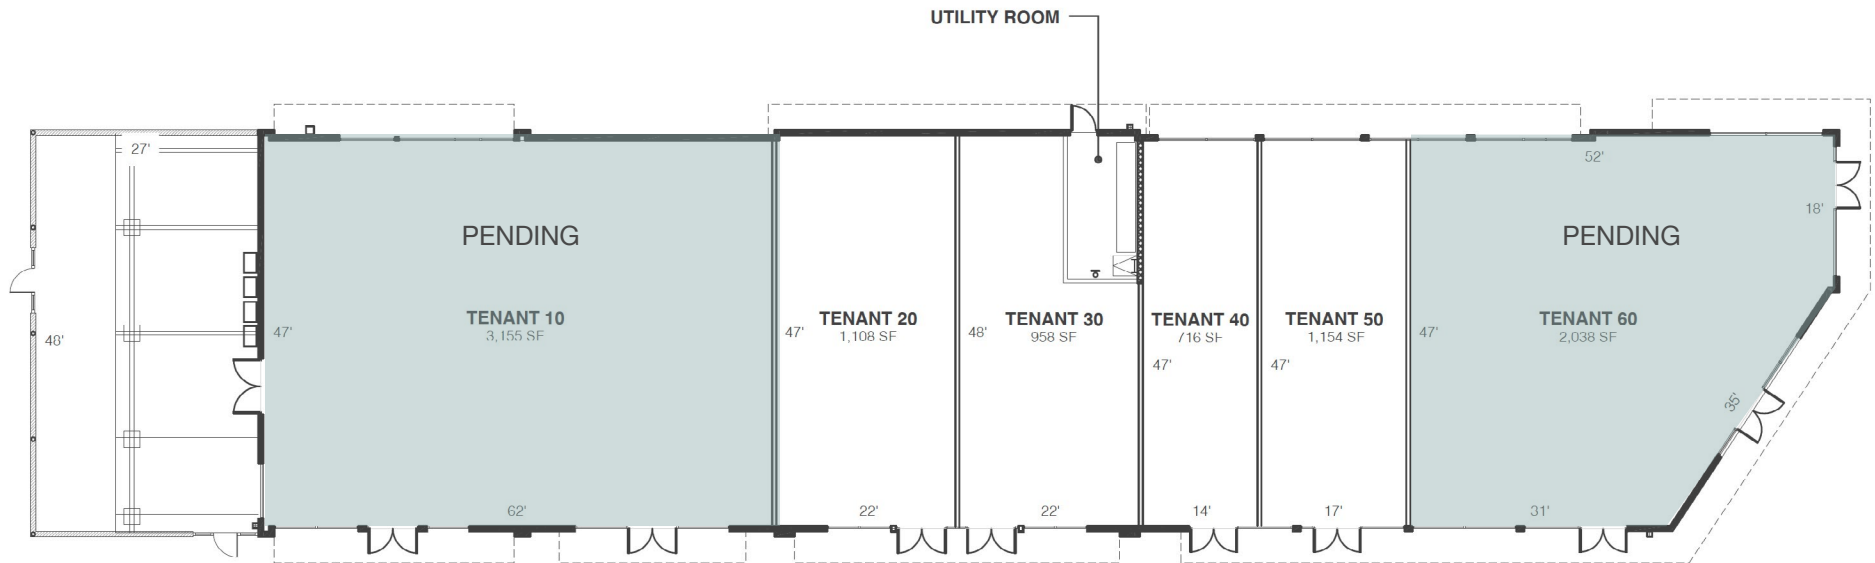 UTILITY ROOM
27'
52'
18'
PENDING
PENDING
TENANT 10
3,155 SF
TENANT 20
1,108 SF
TENANT 30
958 SF
TENANT 40
716 SF
TENANT 50
1,154 SF
TENANT 60
2,038 SF
48'
47'
47'
48'
47'
47'
47'
35'
62'
22'
22'
14'
17'
31'